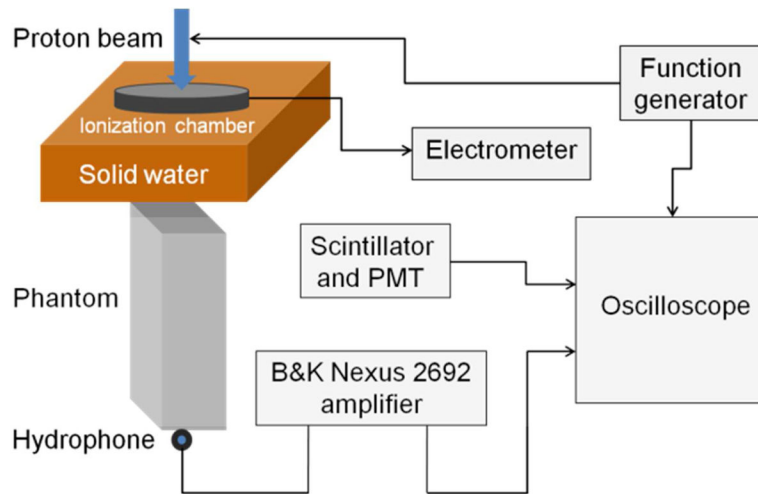 Proton beam
Function
generator
Ionization chamber
Electrometer
Solid water
Scintillator
and PMT
Phantom
Oscilloscope
B&K Nexus 2692
amplifier
Hydrophone